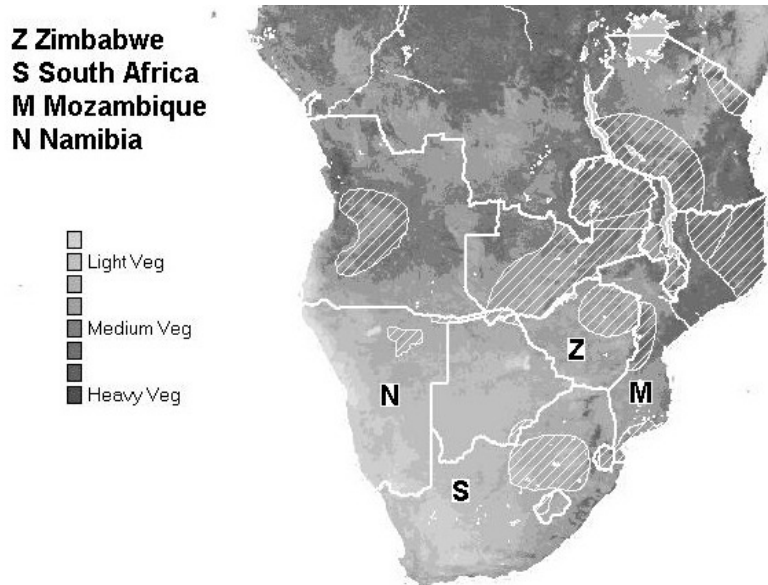 Z Zimbabwe
S South Africa
M Mozambique
N Namibia
Light Veg
Medium Veg
Heavy Veg
Z
N
M
S